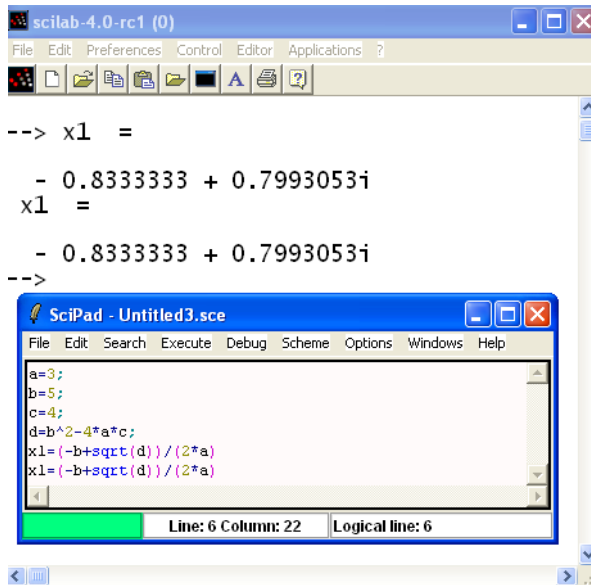 scilab-4.0-rc1 (0)
File Edit Preferences Control Editor Applications ?
--> x1 =
- 0.8333333 + 0.7993053i
x1 =
- 0.8333333 + 0.7993053i
-->
SciPad - Untitled3.sce
File Edit Search Execute Debug Scheme Options Windows Help
a=3;
b=5;
c=4;
d=b^2-4*a*c;
x1=(-b+sqrt(d))/(2*a)
x1=(-b+sqrt(d))/(2*a)
Line: 6 Column: 22 Logical line: 6